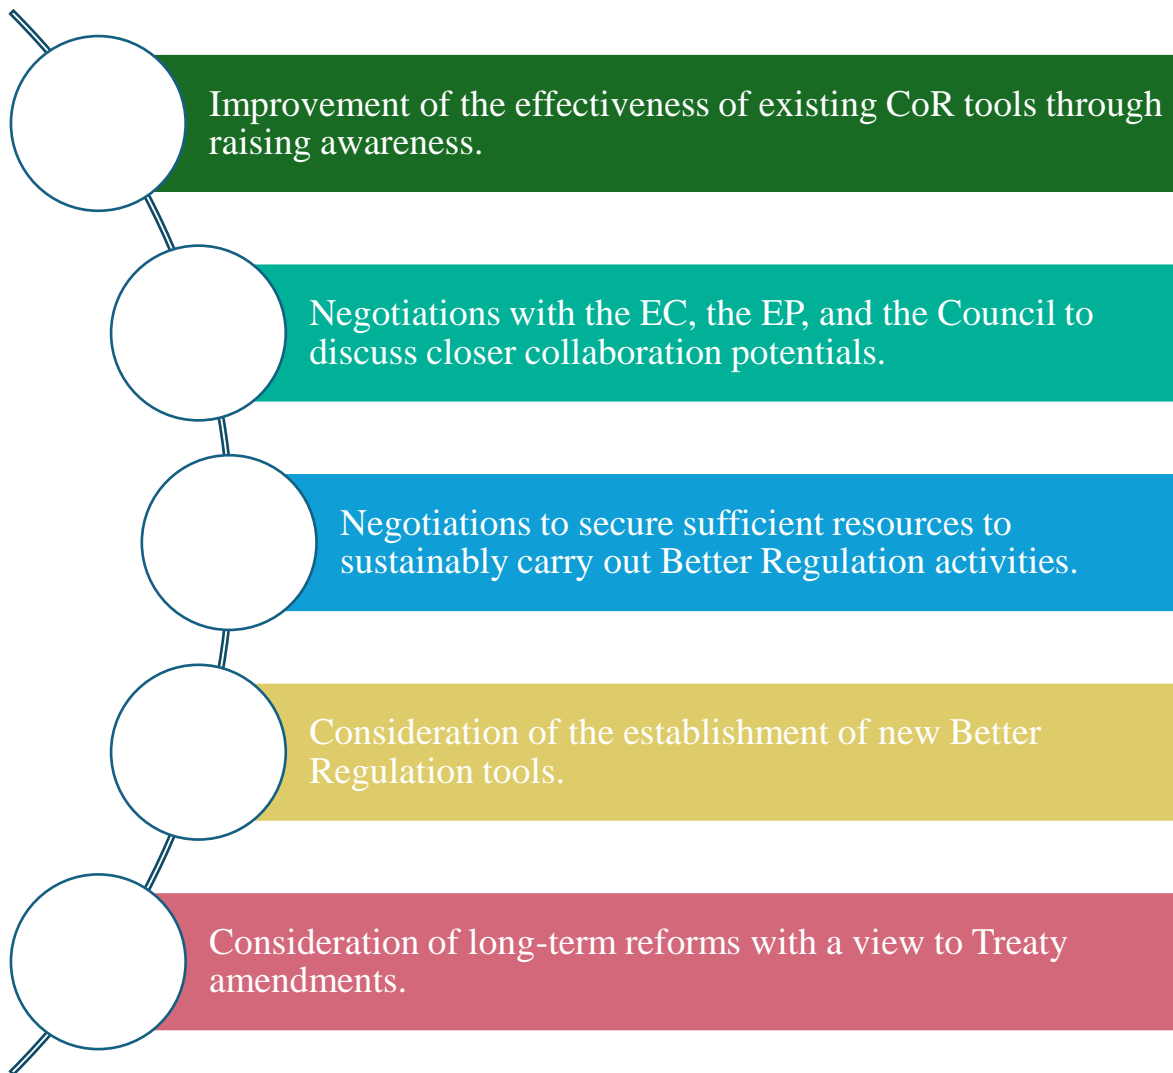 Improvement of the effectiveness of existing CoR tools through
raising awareness.
Negotiations with the EC, the EP, and the Council to
discuss closer collaboration potentials.
Negotiations to secure sufficient resources to
sustainably carry out Better Regulation activities.
Consideration of the establishment of new Better
Regulation tools.
Consideration of long-term reforms with a view to Treaty
amendments.